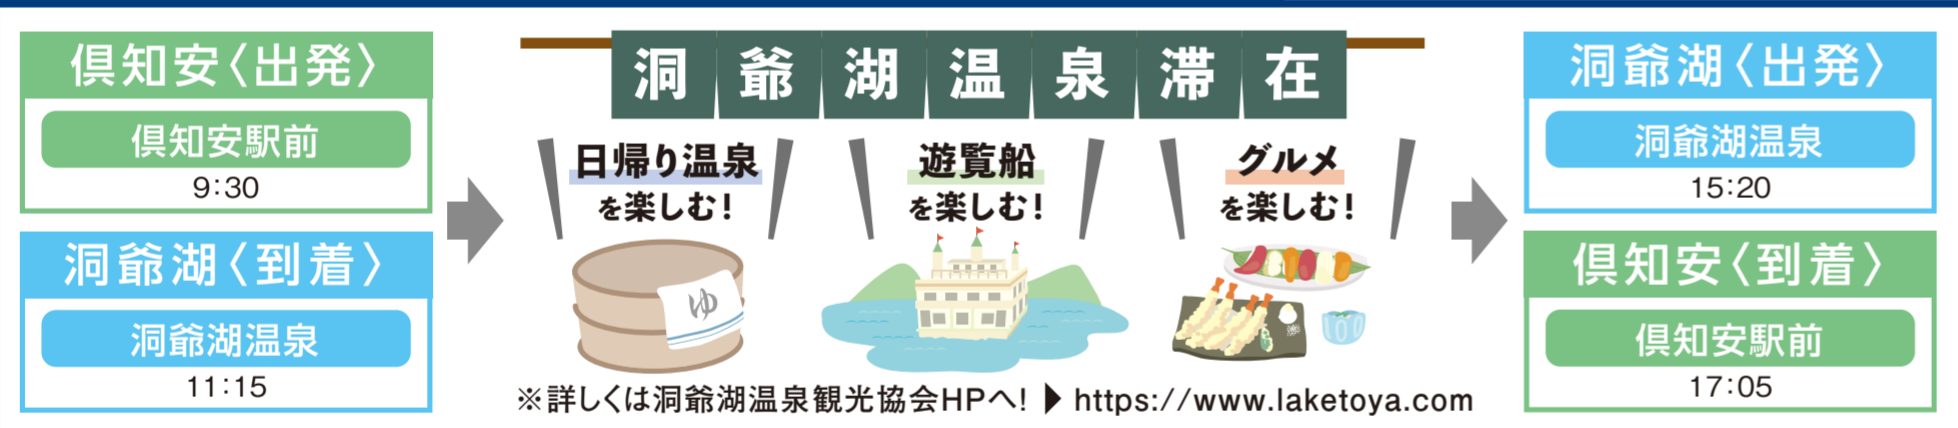 倶知安〈出発〉
倶知安駅前
9:30
洞爺湖〈到着〉
洞爺湖温泉
11:15
洞爺湖温泉滞在
日帰り温泉
を楽しむ!
遊覧船
を楽しむ!
グルメ
を楽しむ!
ゆ
※詳しくは洞爺湖温泉観光協会HPへ! ▶ https://www.laketoya.com
洞爺湖〈出発〉
洞爺湖温泉
15:20
倶知安〈到着〉
倶知安駅前
17:05